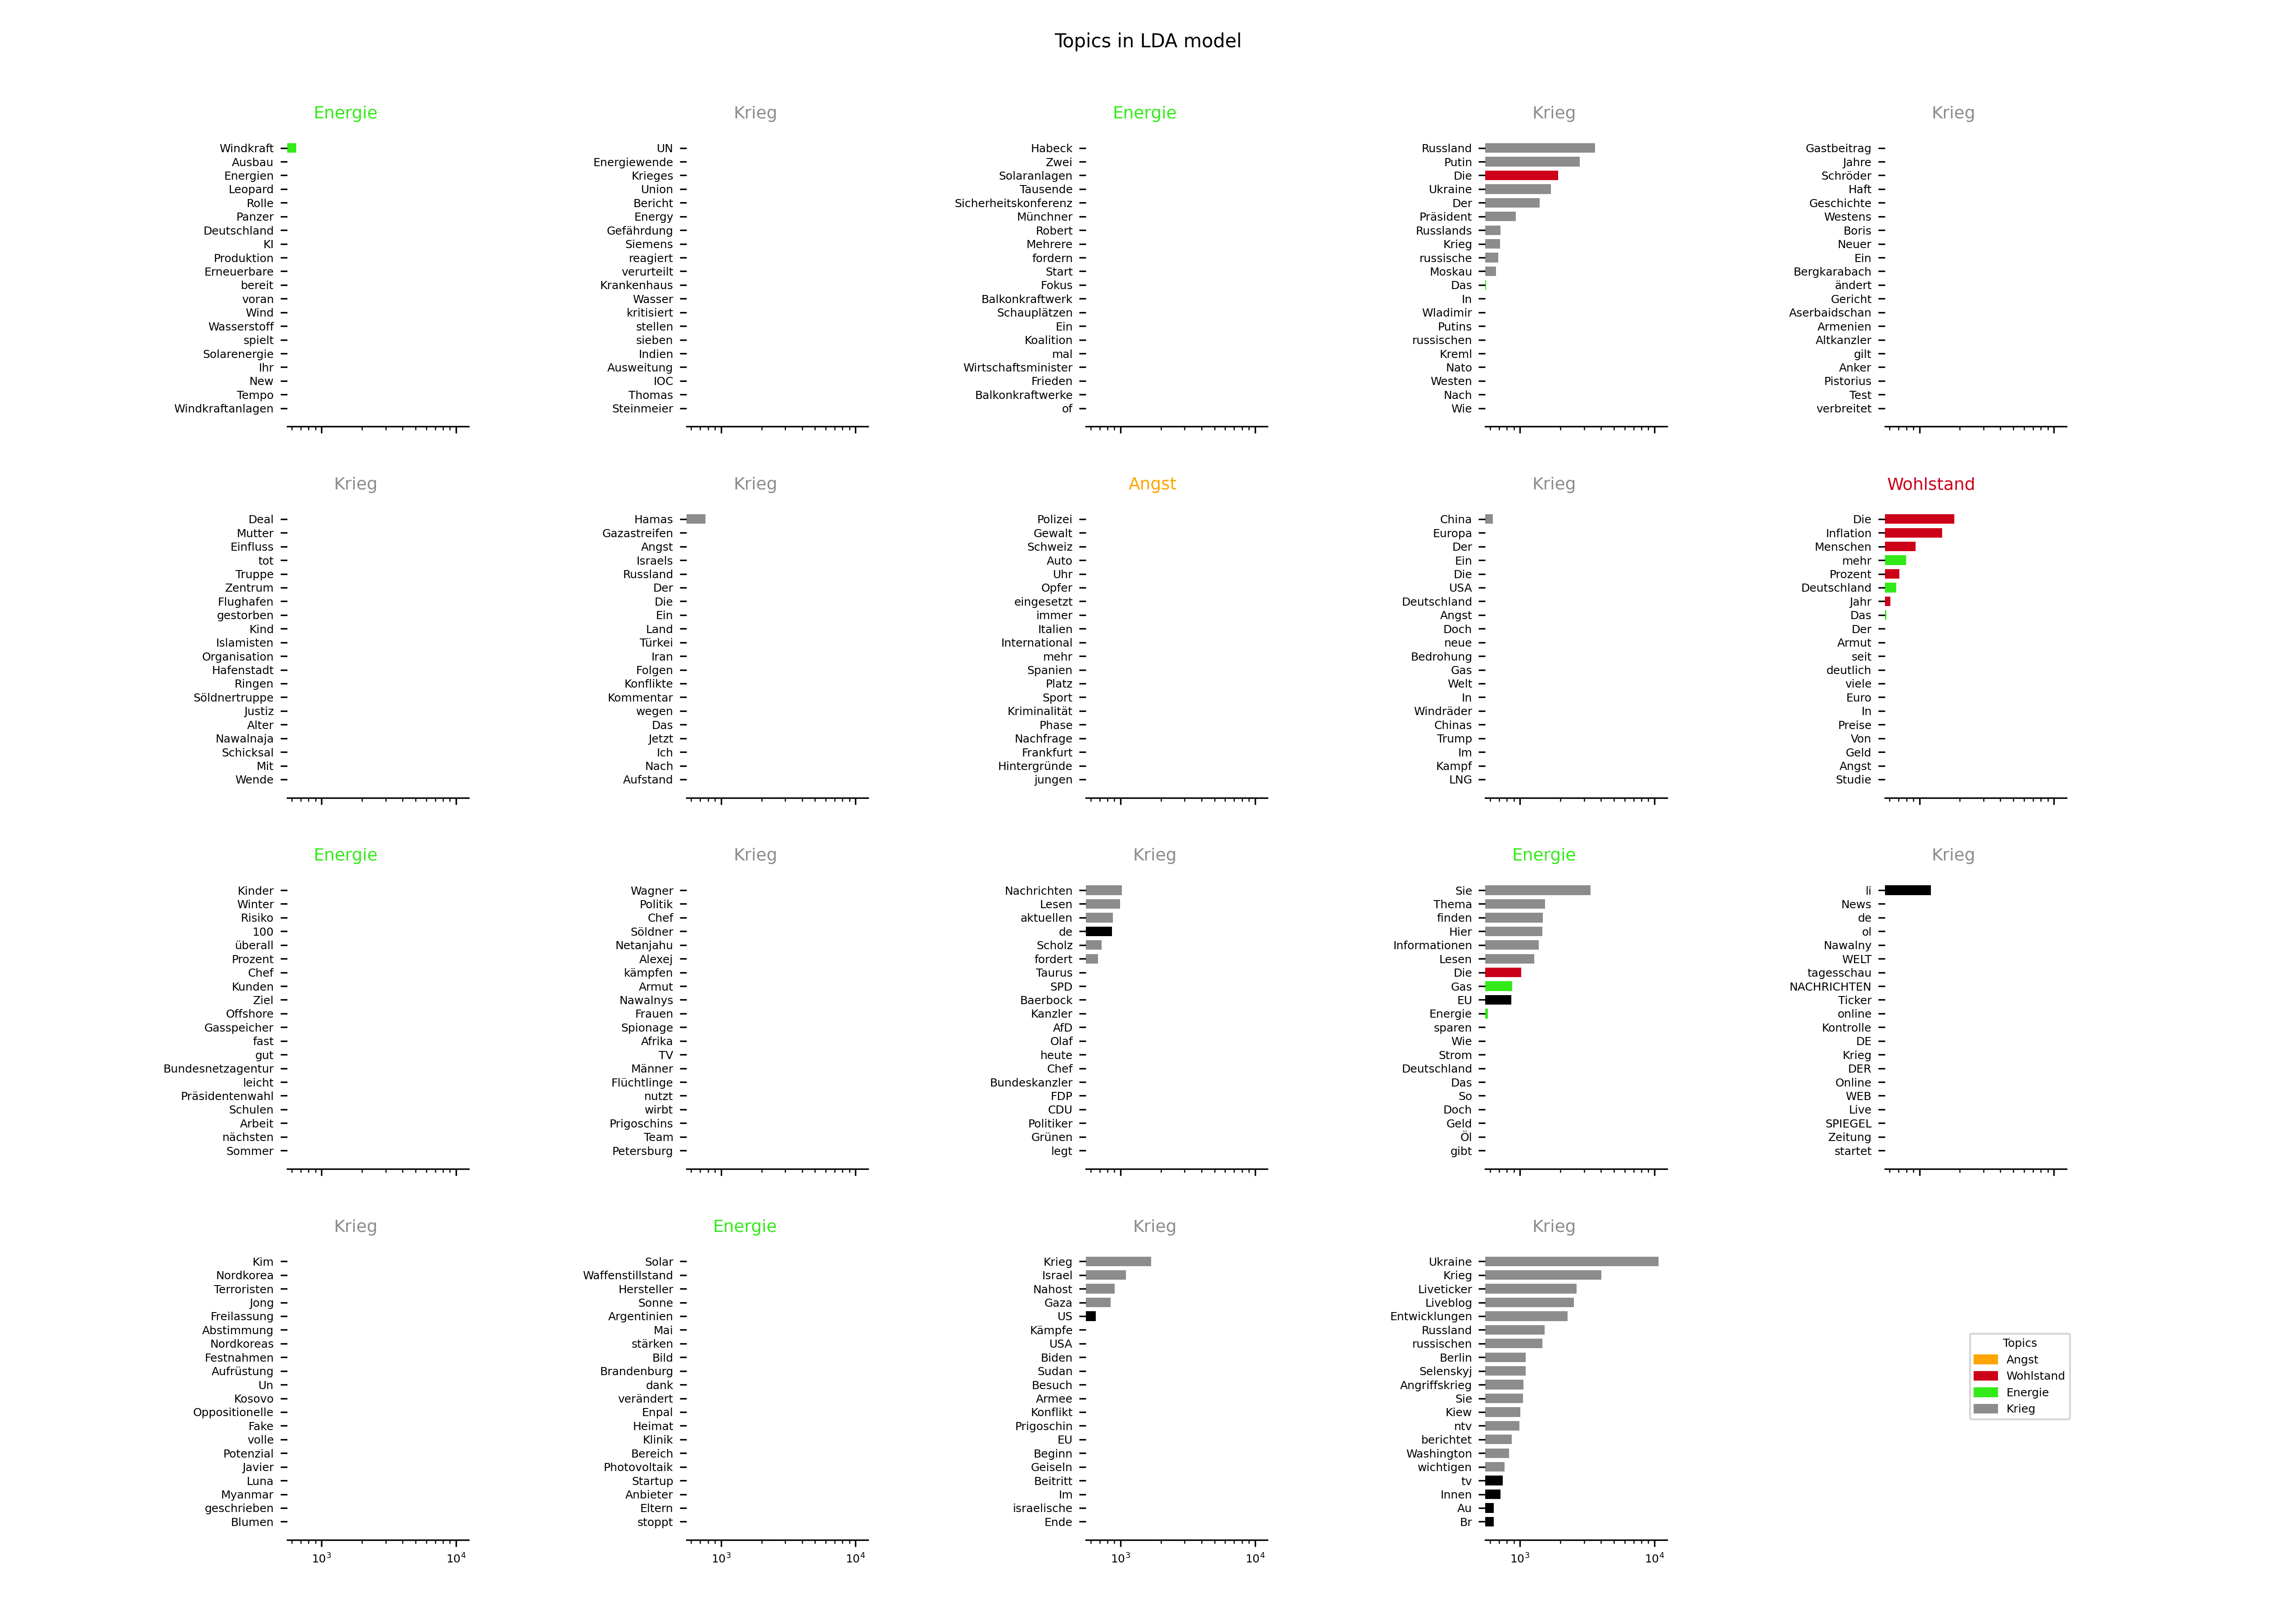 Topics in LDA model
Energie
Windkraft
Ausbau
Energien
Leopard
Rolle
Panzer
Deutschland
KI
Produktion
Erneuerbare
bereit
voran
Wind
Wasserstoff
spielt
Solarenergie
Ihr
New
Tempo
Windkraftanlagen
Krieg
UN
Energiewende
Krieges
Union
Bericht
Energy
Gefährdung
Siemens
reagiert
verurteilt
Krankenhaus
Wasser
kritisiert
stellen
sieben
Indien
Ausweitung
IOC
Thomas
Steinmeier
Energie
Habeck
Zwei
Solaranlagen
Tausende
Sicherheitskonferenz
Münchner
Robert
Mehrere
fordern
Start
Fokus
Balkonkraftwerk
Schauplätzen
Ein
Koalition
mal
Wirtschaftsminister
Frieden
Balkonkraftwerke
of
Krieg
Russland
Putin
Die
Ukraine
Der
Präsident
Russlands
Krieg
russische
Moskau
Das
In
Wladimir
Putins
russischen
Kreml
Nato
Westen
Nach
Wie
Krieg
Gastbeitrag
Jahre
Schröder
Haft
Geschichte
Westens
Boris
Neuer
Ein
Bergkarabach
ändert
Gericht
Aserbaidschan
Armenien
Altkanzler
gilt
Anker
Pistorius
Test
verbreitet
Krieg
Deal
Mutter
Einfluss
tot
Truppe
Zentrum
Flughafen
gestorben
Kind
Islamisten
Organisation
Hafenstadt
Ringen
Söldnertruppe
Justiz
Alter
Nawalnaja
Schicksal
Mit
Wende
Krieg
Hamas
Gazastreifen
Angst
Israels
Russland
Der
Die
Ein
Land
Türkei
Iran
Folgen
Konflikte
Kommentar
wegen
Das
Jetzt
Ich
Nach
Aufstand
Angst
Polizei
Gewalt
Schweiz
Auto
Uhr
Opfer
eingesetzt
immer
Italien
International
mehr
Spanien
Platz
Sport
Kriminalität
Phase
Nachfrage
Frankfurt
Hintergründe
jungen
Krieg
China
Europa
Der
Ein
Die
USA
Deutschland
Angst
Doch
neue
Bedrohung
Gas
Welt
In
Windräder
Chinas
Trump
Im
Kampf
LNG
Wohlstand
Die
Inflation
Menschen
mehr
Prozent
Deutschland
Jahr
Das
Der
Armut
seit
deutlich
viele
Euro
In
Preise
Von
Geld
Angst
Studie
Energie
Kinder
Winter
Risiko
100
überall
Prozent
Chef
Kunden
Ziel
Offshore
Gasspeicher
fast
gut
Bundesnetzagentur
leicht
Präsidentenwahl
Schulen
Arbeit
nächsten
Sommer
Krieg
Wagner
Politik
Chef
Söldner
Netanjahu
Alexej
kämpfen
Armut
Nawalnys
Frauen
Spionage
Afrika
TV
Männer
Flüchtlinge
nutzt
wirbt
Prigoschins
Team
Petersburg
Krieg
Nachrichten
Lesen
aktuellen
de
Scholz
fordert
Taurus
SPD
Baerbock
Kanzler
AfD
Olaf
heute
Chef
Bundeskanzler
FDP
CDU
Politiker
Grünen
legt
Energie
Sie
Thema
finden
Hier
Informationen
Lesen
Die
Gas
EU
Energie
sparen
Wie
Strom
Deutschland
Das
So
Doch
Geld
Öl
gibt
Krieg
li
News
de
ol
Nawalny
WELT
tagesschau
NACHRICHTEN
Ticker
online
Kontrolle
DE
Krieg
DER
Online
WEB
Live
SPIEGEL
Zeitung
startet
Krieg
Kim
Nordkorea
Terroristen
Jong
Freilassung
Abstimmung
Nordkoreas
Festnahmen
Aufrüstung
Un
Kosovo
Oppositionelle
Fake
volle
Potenzial
Javier
Luna
Myanmar
geschrieben
Blumen
10³ 10⁴
Energie
Solar
Waffenstillstand
Hersteller
Sonne
Argentinien
Mai
stärken
Bild
Brandenburg
dank
verändert
Enpal
Heimat
Klinik
Bereich
Photovoltaik
Startup
Anbieter
Eltern
stoppt
10³ 10⁴
Krieg
Krieg
Israel
Nahost
Gaza
US
Kämpfe
USA
Biden
Sudan
Besuch
Armee
Konflikt
Prigoschin
EU
Beginn
Geiseln
Beitritt
Im
israelische
Ende
10³ 10⁴
Krieg
Ukraine
Krieg
Liveticker
Liveblog
Entwicklungen
Russland
russischen
Berlin
Selenskyj
Angriffskrieg
Sie
Kiew
ntv
berichtet
Washington
wichtigen
tv
Innen
Au
Br
10³ 10⁴
Topics
Angst
Wohlstand
Energie
Krieg